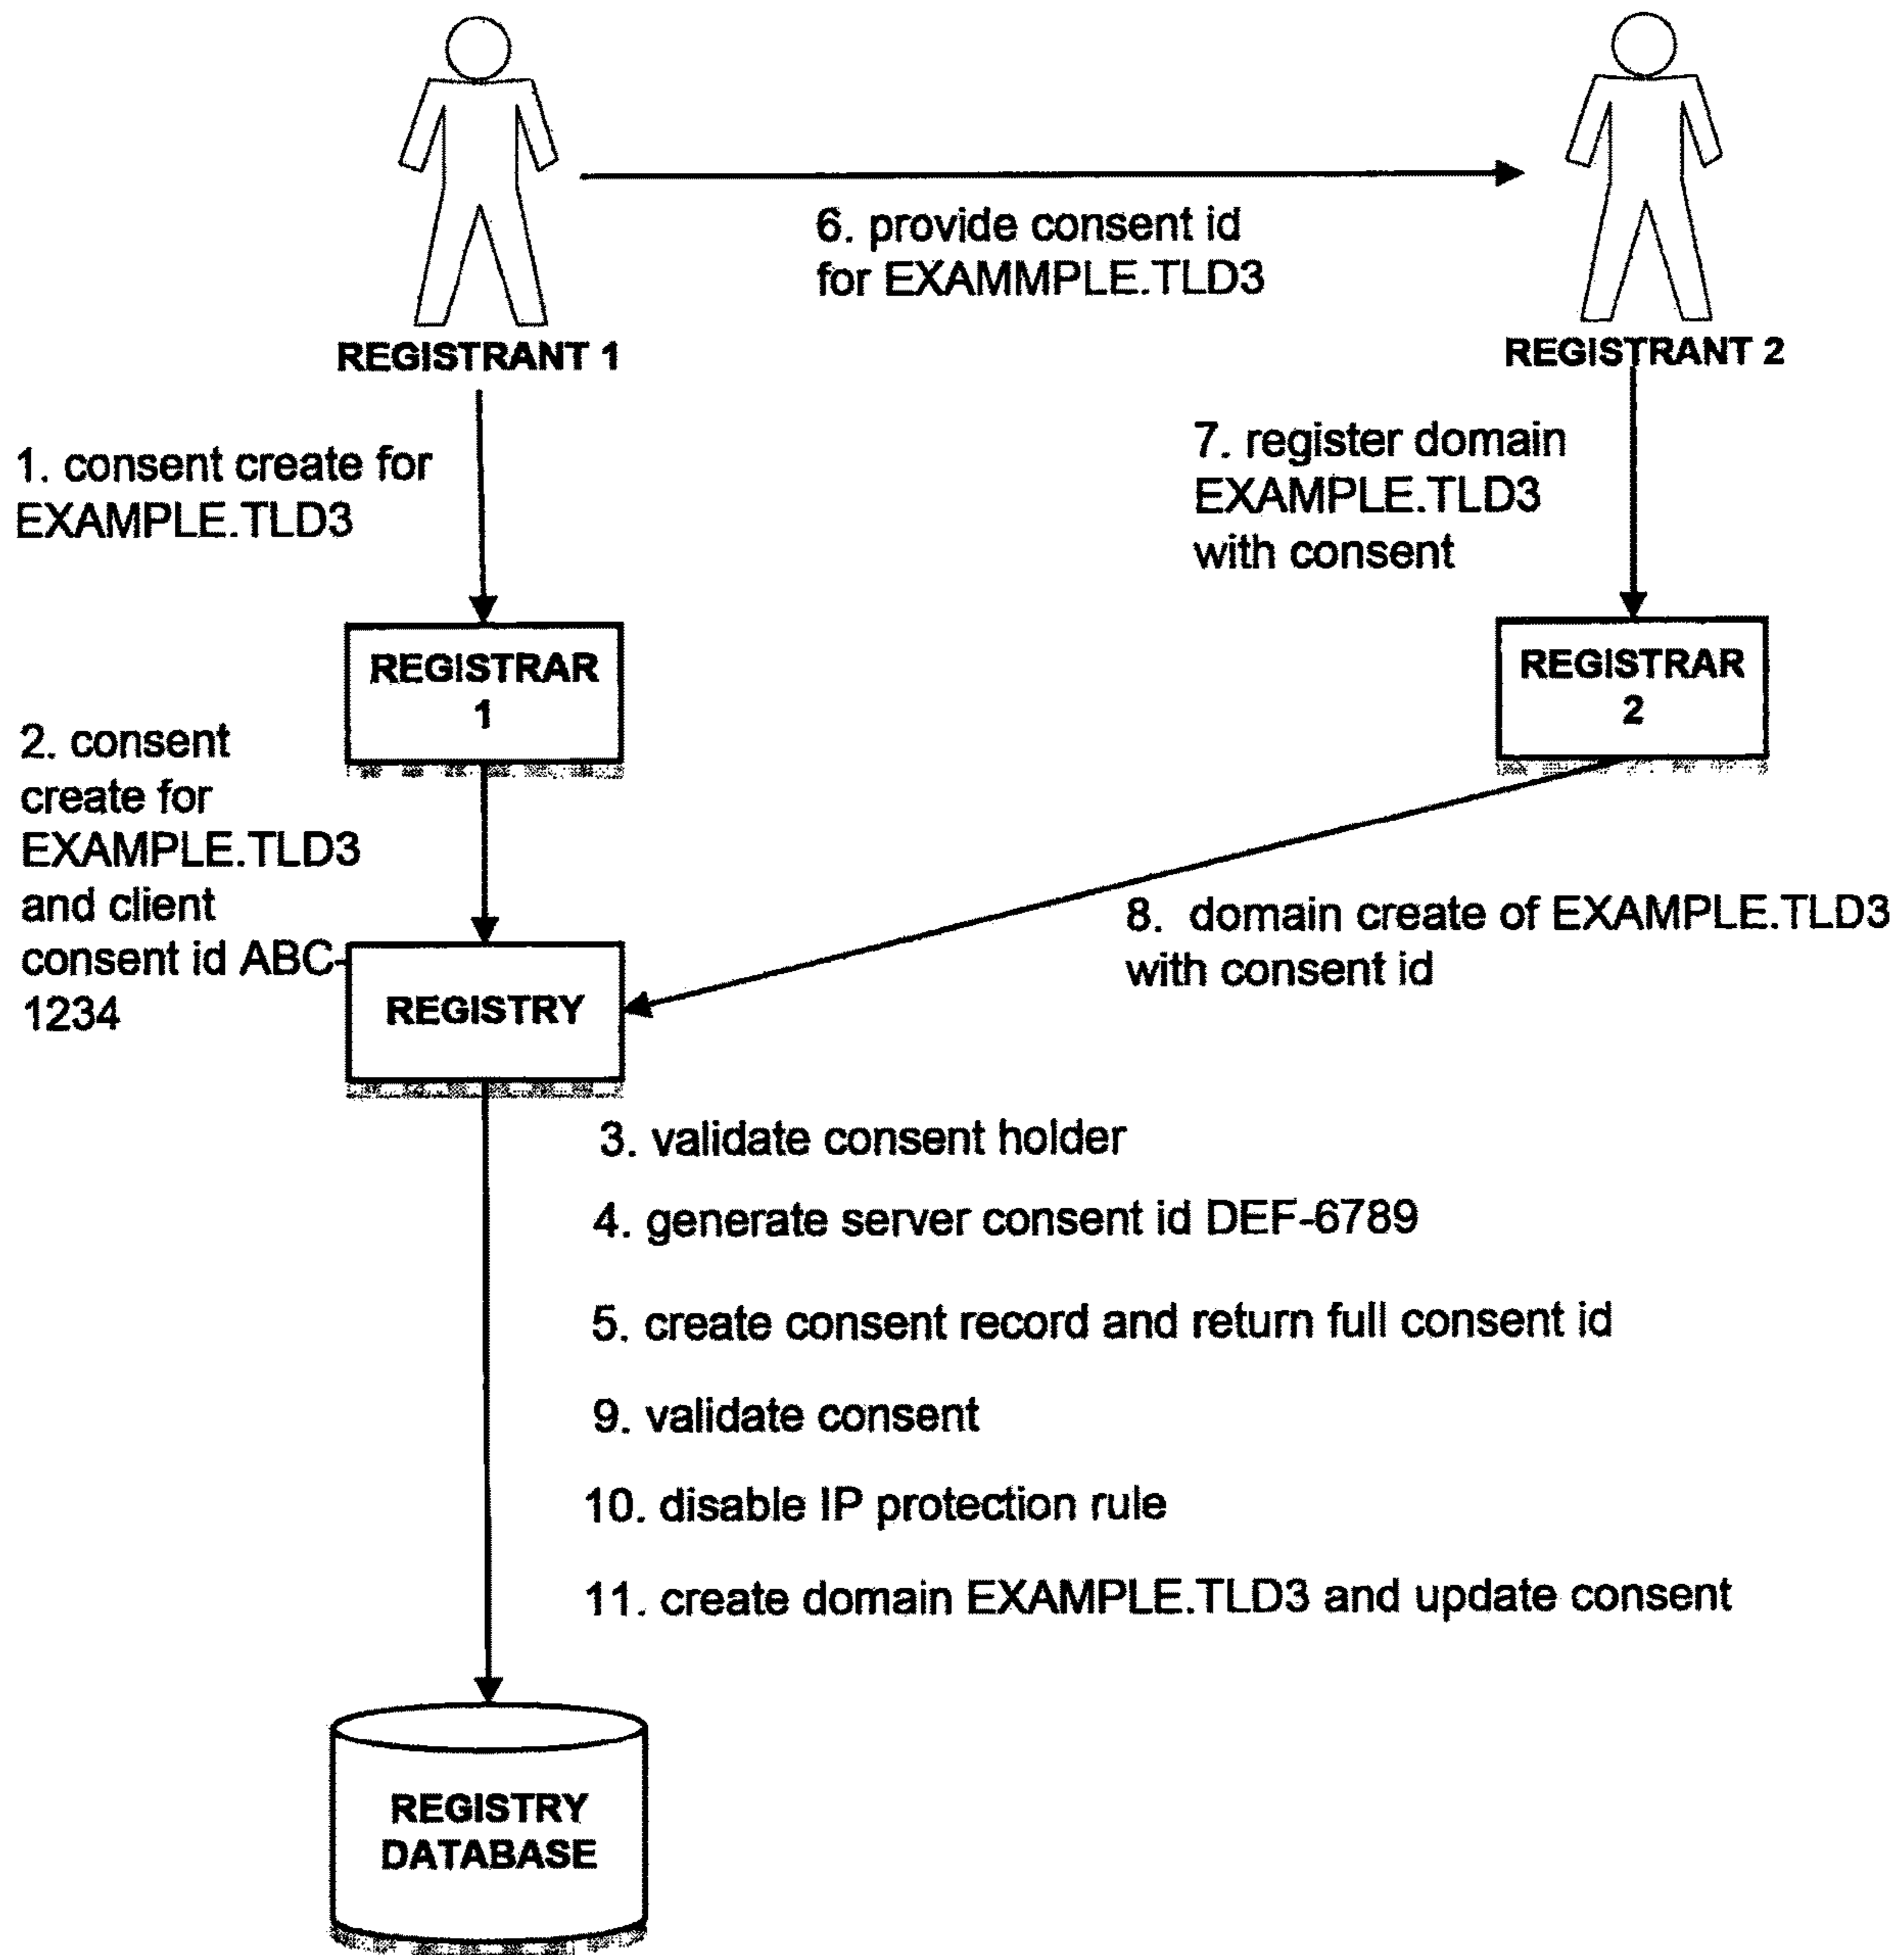 6. provide consent id
for EXAMMPLE.TLD3
REGISTRANT 1
REGISTRANT 2
1. consent create for
EXAMPLE.TLD3
7. register domain
EXAMPLE.TLD3
with consent
REGISTRAR
1
REGISTRAR
2
2. consent
create for
EXAMPLE.TLD3
and client
consent id ABC-
1234
8. domain create of EXAMPLE.TLD3
with consent id
REGISTRY
3. validate consent holder
4. generate server consent id DEF-6789
5. create consent record and return full consent id
9. validate consent
10. disable IP protection rule
11. create domain EXAMPLE.TLD3 and update consent
REGISTRY
DATABASE